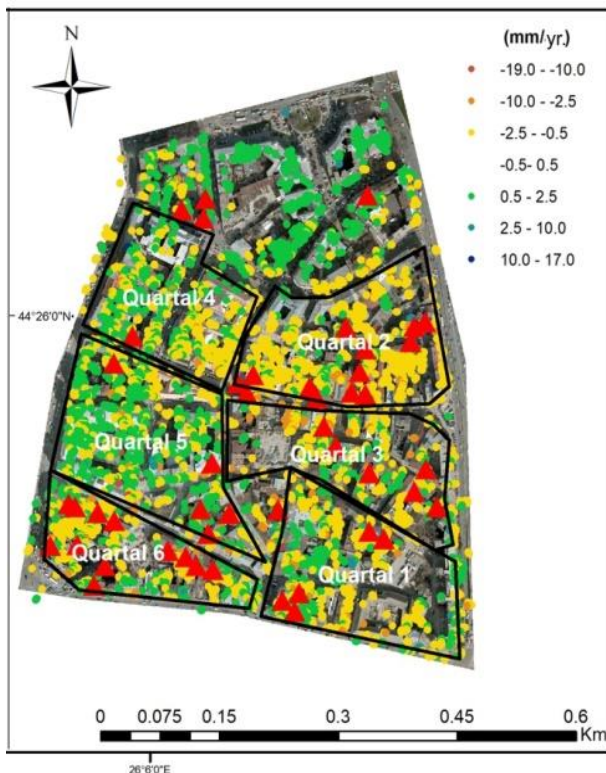 N
(mm/yr.)
-19.0 - -10.0
-10.0 - -2.5
-2.5 - -0.5
-0.5- 0.5
0.5 - 2.5
2.5 - 10.0
10.0 - 17.0
44°26'0"N
Quartal 4
Quartal 2
Quartal 5
Quartal 3
Quartal 6
Quartal 1
0 0.075 0.15 0.3 0.45 0.6
Km
26°6'0"E